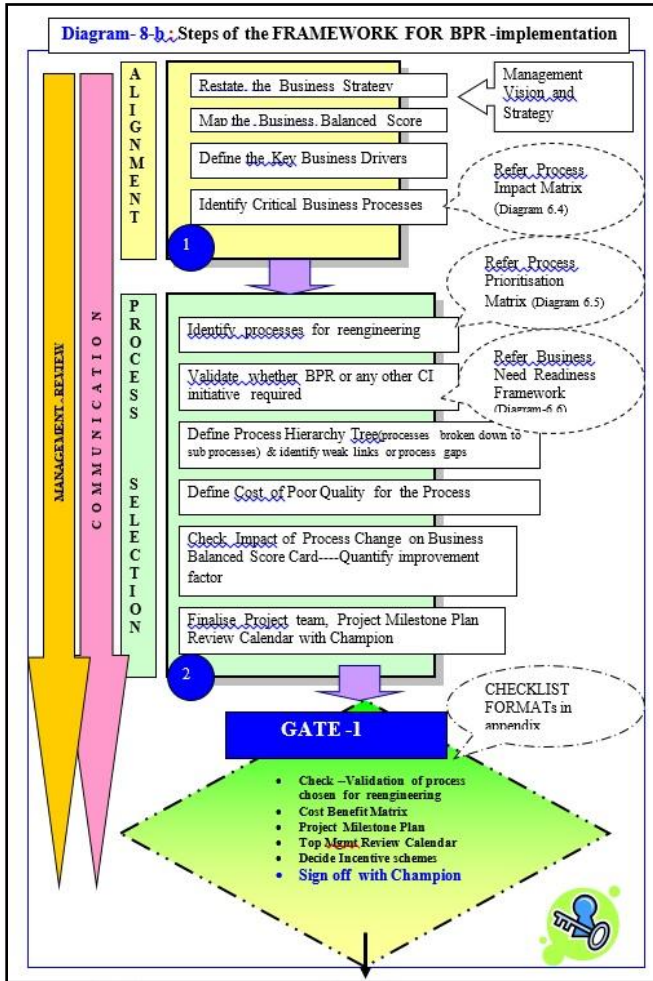 Diagram- 8-b : Steps of the FRAMEWORK FOR BPR -implementation
MANAGEMENT - REVIEW
COMMUNICATION
ALIGNMENT
Restate the Business Strategy
Map the Business Balanced Score
Define the Key Business Drivers
Identify Critical Business Processes
1
Management
Vision and
Strategy
Refer Process
Impact Matrix
(Diagram 6.4)
PROCESS SELECTION
Refer Process
Prioritisation
Matrix (Diagram 6.5)
Identify processes for reengineering
Validate whether BPR or any other CI
initiative required
Refer Business
Need Readiness
Framework
(Diagram-6.6)
Define Process Hierarchy Tree(processes broken down to
sub processes) & identify weak links or process gaps
Define Cost of Poor Quality for the Process
Check Impact of Process Change on Business
Balanced Score Card----Quantify improvement
factor
Finalise Project team, Project Milestone Plan
Review Calendar with Champion
2
GATE -1
CHECKLIST
FORMATs in
appendix
• Check –Validation of process
chosen for reengineering
• Cost Benefit Matrix
• Project Milestone Plan
• Top Mgmt Review Calendar
• Decide Incentive schemes
• Sign off with Champion